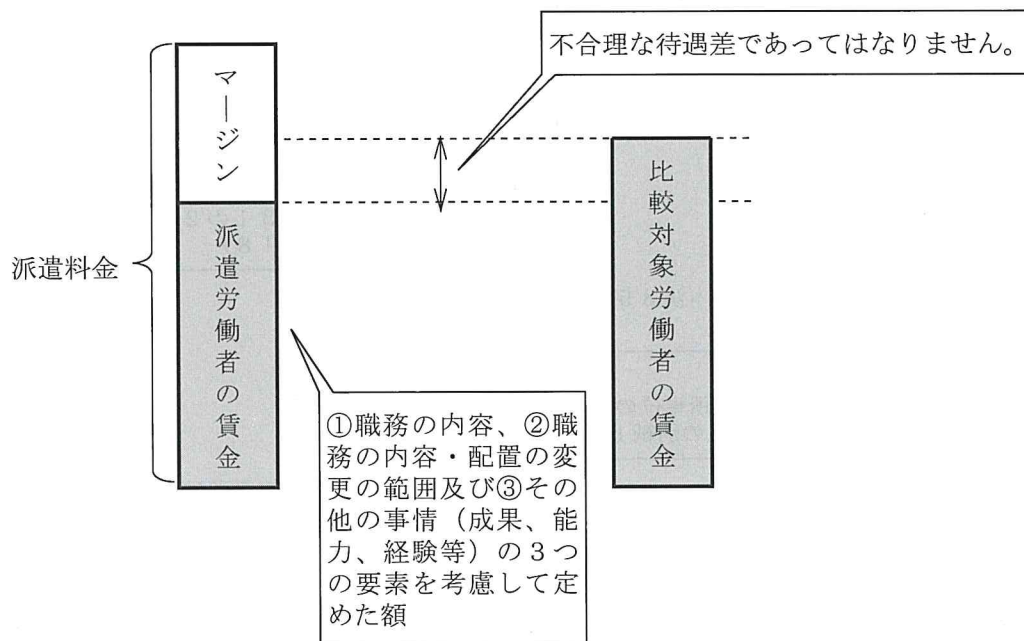 不合理な待遇差であってはなりません。
マージン
派遣料金
派遣労働者の賃金
比較対象労働者の賃金
①職務の内容、②職
務の内容・配置の変
更の範囲及び③その
他の事情（成果、能
力、経験等）の３つ
の要素を考慮して定
めた額